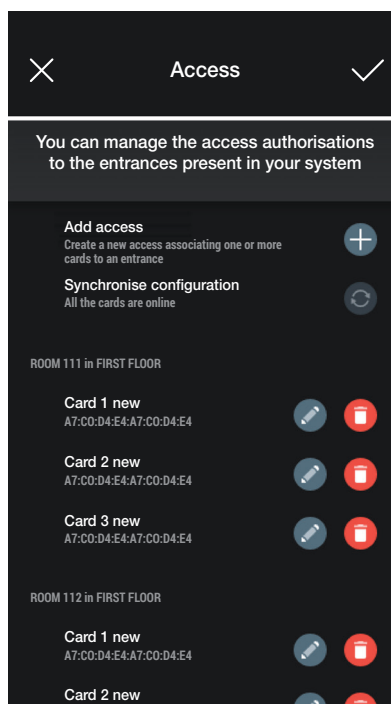 Access
You can manage the access authorisations
to the entrances present in your system
Add access
Create a new access associating one or more
cards to an entrance
Synchronise configuration
All the cards are online
ROOM 111 in FIRST FLOOR
Card 1 new
A7:C0:D4:E4:A7:C0:D4:E4
Card 2 new
A7:C0:D4:E4:A7:C0:D4:E4
Card 3 new
A7:C0:D4:E4:A7:C0:D4:E4
ROOM 112 in FIRST FLOOR
Card 1 new
A7:C0:D4:E4:A7:C0:D4:E4
Card 2 new